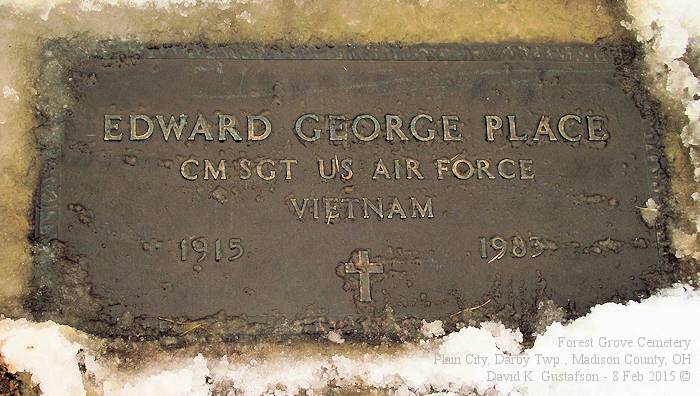 EDWARD GEORGE PLACE
CM SGT US AIR FORCE
VIETNAM
1915 1983
Forest Grove Cemetery
Plain City, Darby Twp., Madison County, OH
David K. Gustafson - 8 Feb 2015 ©